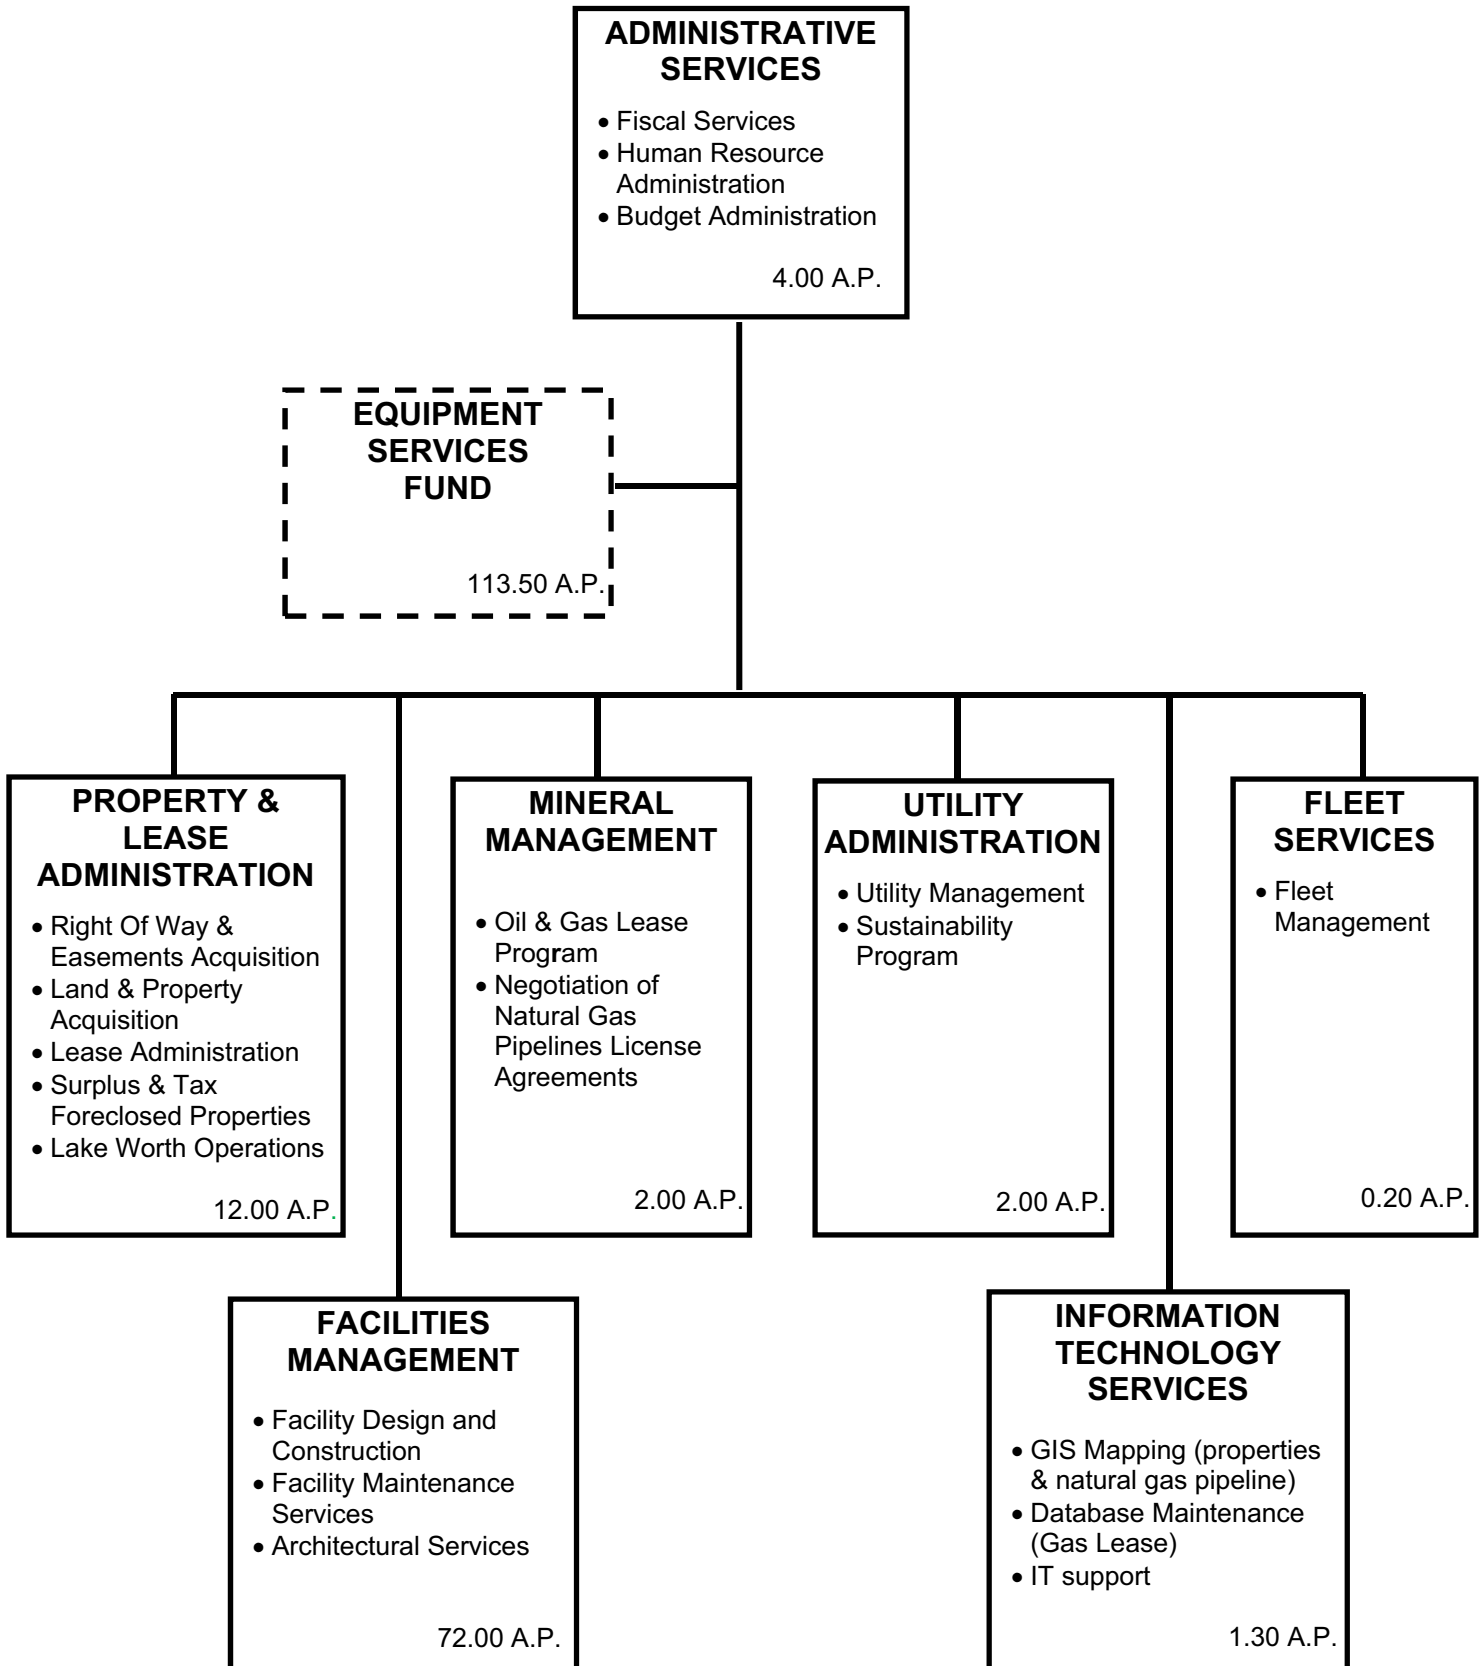 ADMINISTRATIVE
SERVICES
• Fiscal Services
• Human Resource
Administration
• Budget Administration
4.00 A.P.
EQUIPMENT
SERVICES
FUND
113.50 A.P.
PROPERTY &
LEASE
ADMINISTRATION
• Right Of Way &
Easements Acquisition
• Land & Property
Acquisition
• Lease Administration
• Surplus & Tax
Foreclosed Properties
• Lake Worth Operations
12.00 A.P.
MINERAL
MANAGEMENT
• Oil & Gas Lease
Program
• Negotiation of
Natural Gas
Pipelines License
Agreements
2.00 A.P.
UTILITY
ADMINISTRATION
• Utility Management
• Sustainability
Program
2.00 A.P.
FLEET
SERVICES
• Fleet
Management
0.20 A.P.
FACILITIES
MANAGEMENT
• Facility Design and
Construction
• Facility Maintenance
Services
• Architectural Services
72.00 A.P.
INFORMATION
TECHNOLOGY
SERVICES
• GIS Mapping (properties
& natural gas pipeline)
• Database Maintenance
(Gas Lease)
• IT support
1.30 A.P.